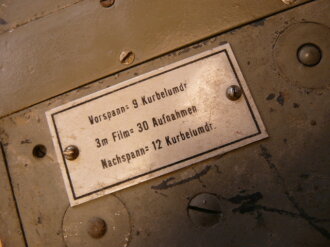 Vorspann= 9 Kurbelumdr.
3m Film= 30 Aufnahmen
Nachspann= 12 Kurbelumdr.